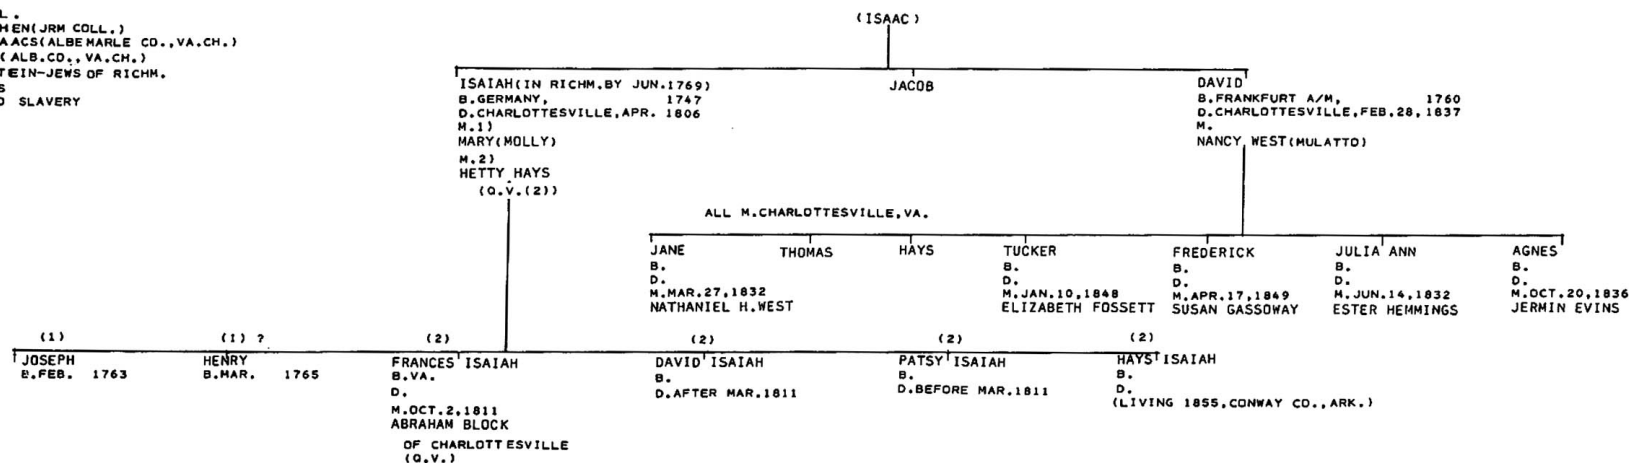 L.
HEN(JRM COLL.)
AACS(ALBEMARLE CO.,VA.CH.)
(ALB.CO.,VA.CH.)
TEIN-JEWS OF RICHM.
S
D SLAVERY
(ISAAC)
ISAIAH(IN RICHM.BY JUN.1769)
B.GERMANY, 1747
D.CHARLOTTESVILLE,APR. 1806
M.1)
MARY(MOLLY)
M.2)
HETTY HAYS
(Q.V.(2))
JACOB
DAVID
B.FRANKFURT A/M, 1760
D.CHARLOTTESVILLE,FEB.28, 1837
M.
NANCY WEST(MULATTO)
ALL M.CHARLOTTESVILLE,VA.
JANE
B.
D.
M.MAR.27,1832
NATHANIEL H.WEST
THOMAS
HAYS
TUCKER
B.
D.
M.JAN.10,1848
ELIZABETH FOSSETT
FREDERICK
B.
D.
M.APR.17,1849
SUSAN GASSOWAY
JULIA ANN
B.
D.
M.JUN.14,1832
ESTER HEMMINGS
AGNES
B.
D.
M.OCT.20,1836
JERMIN EVINS
(1)
JOSEPH
B.FEB. 1763
(1) ?
HENRY
B.MAR. 1765
(2)
FRANCES ISAIAH
B.VA.
D.
M.OCT.2,1811
ABRAHAM BLOCK
OF CHARLOTTESVILLE
(Q.V.)
(2)
DAVID ISAIAH
B.
D.AFTER MAR.1811
(2)
PATSY ISAIAH
B.
D.BEFORE MAR.1811
(2)
HAYS ISAIAH
B.
D.
(LIVING 1855,CONWAY CO.,ARK.)